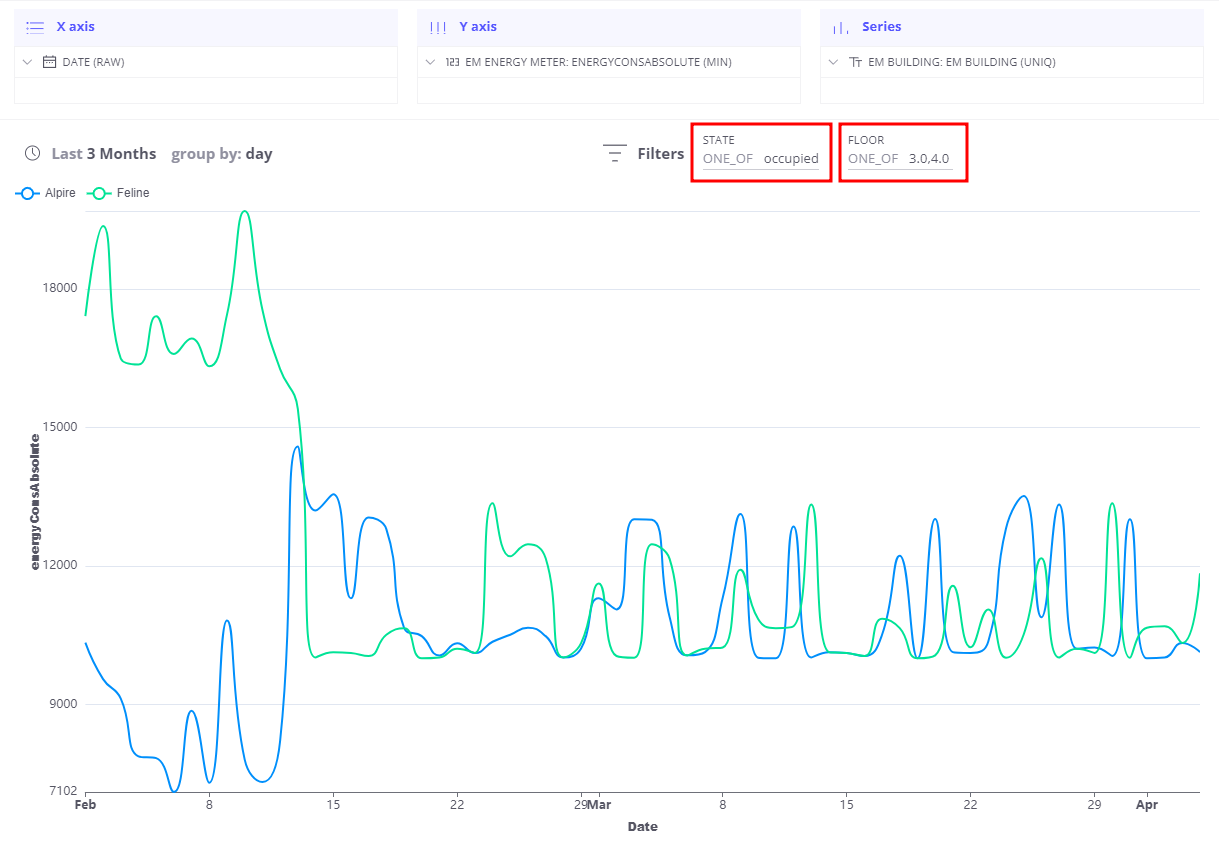 X axis
DATE (RAW)
Y axis
123 EM ENERGY METER: ENERGYCONSABSOLUTE (MIN)
Series
Tт EM BUILDING: EM BUILDING (UNIQ)
Last 3 Months group by: day
Filters
STATE
ONE_OF occupied
FLOOR
ONE_OF 3.0,4.0
Alpire Feline
18000
15000
12000
9000
7102
energyConsAbsolute
Feb 8 15 22 29 Mar 8 15 22 29 Apr
Date